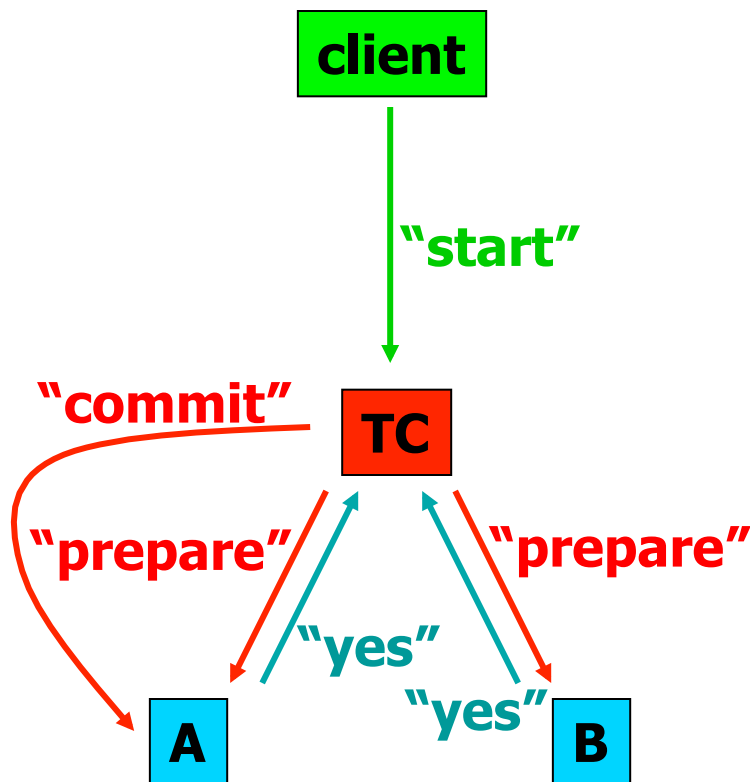 client
“start”
“commit”
TC
“prepare”
“prepare”
“yes”
“yes”
A
B